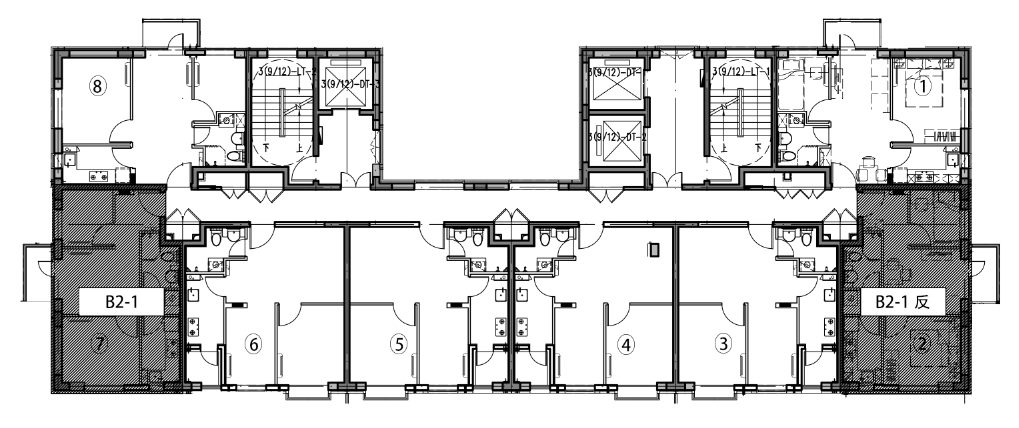 3(9/12)-LT-2
3(9/12)-DT-3
3(9/12)-DT-1
3(9/12)-LT-1
3(9/12)-DT-2
8
1
下 上
上 下
B2-1
B2-1 反
7
6
5
4
3
2